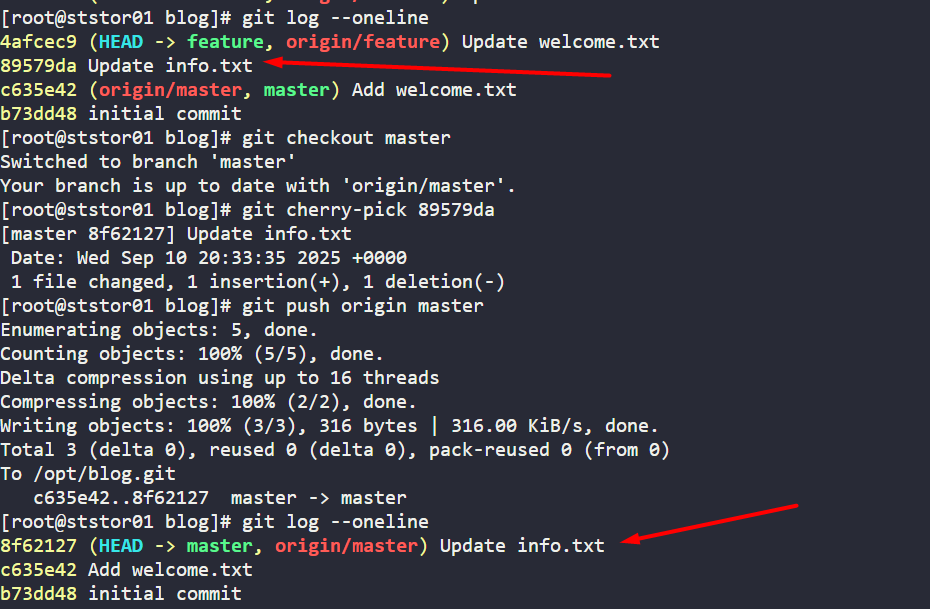 [root@ststor01 blog]# git log --oneline
4afcec9 (HEAD -> feature, origin/feature) Update welcome.txt
89579da Update info.txt
c635e42 (origin/master, master) Add welcome.txt
b73dd48 initial commit
[root@ststor01 blog]# git checkout master
Switched to branch 'master'
Your branch is up to date with 'origin/master'.
[root@ststor01 blog]# git cherry-pick 89579da
[master 8f62127] Update info.txt
 Date: Wed Sep 10 20:33:35 2025 +0000
 1 file changed, 1 insertion(+), 1 deletion(-)
[root@ststor01 blog]# git push origin master
Enumerating objects: 5, done.
Counting objects: 100% (5/5), done.
Delta compression using up to 16 threads
Compressing objects: 100% (2/2), done.
Writing objects: 100% (3/3), 316 bytes | 316.00 KiB/s, done.
Total 3 (delta 0), reused 0 (delta 0), pack-reused 0 (from 0)
To /opt/blog.git
   c635e42..8f62127  master -> master
[root@ststor01 blog]# git log --oneline
8f62127 (HEAD -> master, origin/master) Update info.txt
c635e42 Add welcome.txt
b73dd48 initial commit